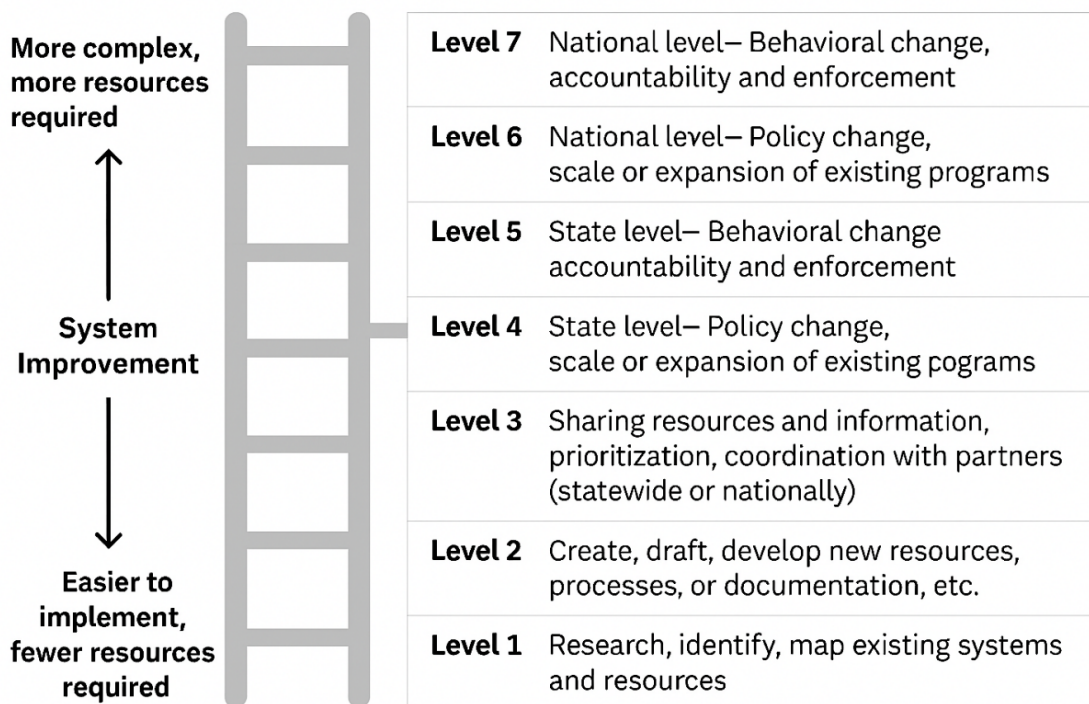 More complex,
more resources
required
System
Improvement
Easier to
implement,
fewer resources
required
Level 7 National level– Behavioral change,
accountability and enforcement
Level 6 National level– Policy change,
scale or expansion of existing programs
Level 5 State level– Behavioral change
accountability and enforcement
Level 4 State level– Policy change,
scale or expansion of existing pograms
Level 3 Sharing resources and information,
prioritization, coordination with partners
(statewide or nationally)
Level 2 Create, draft, develop new resources,
processes, or documentation, etc.
Level 1 Research, identify, map existing systems
and resources